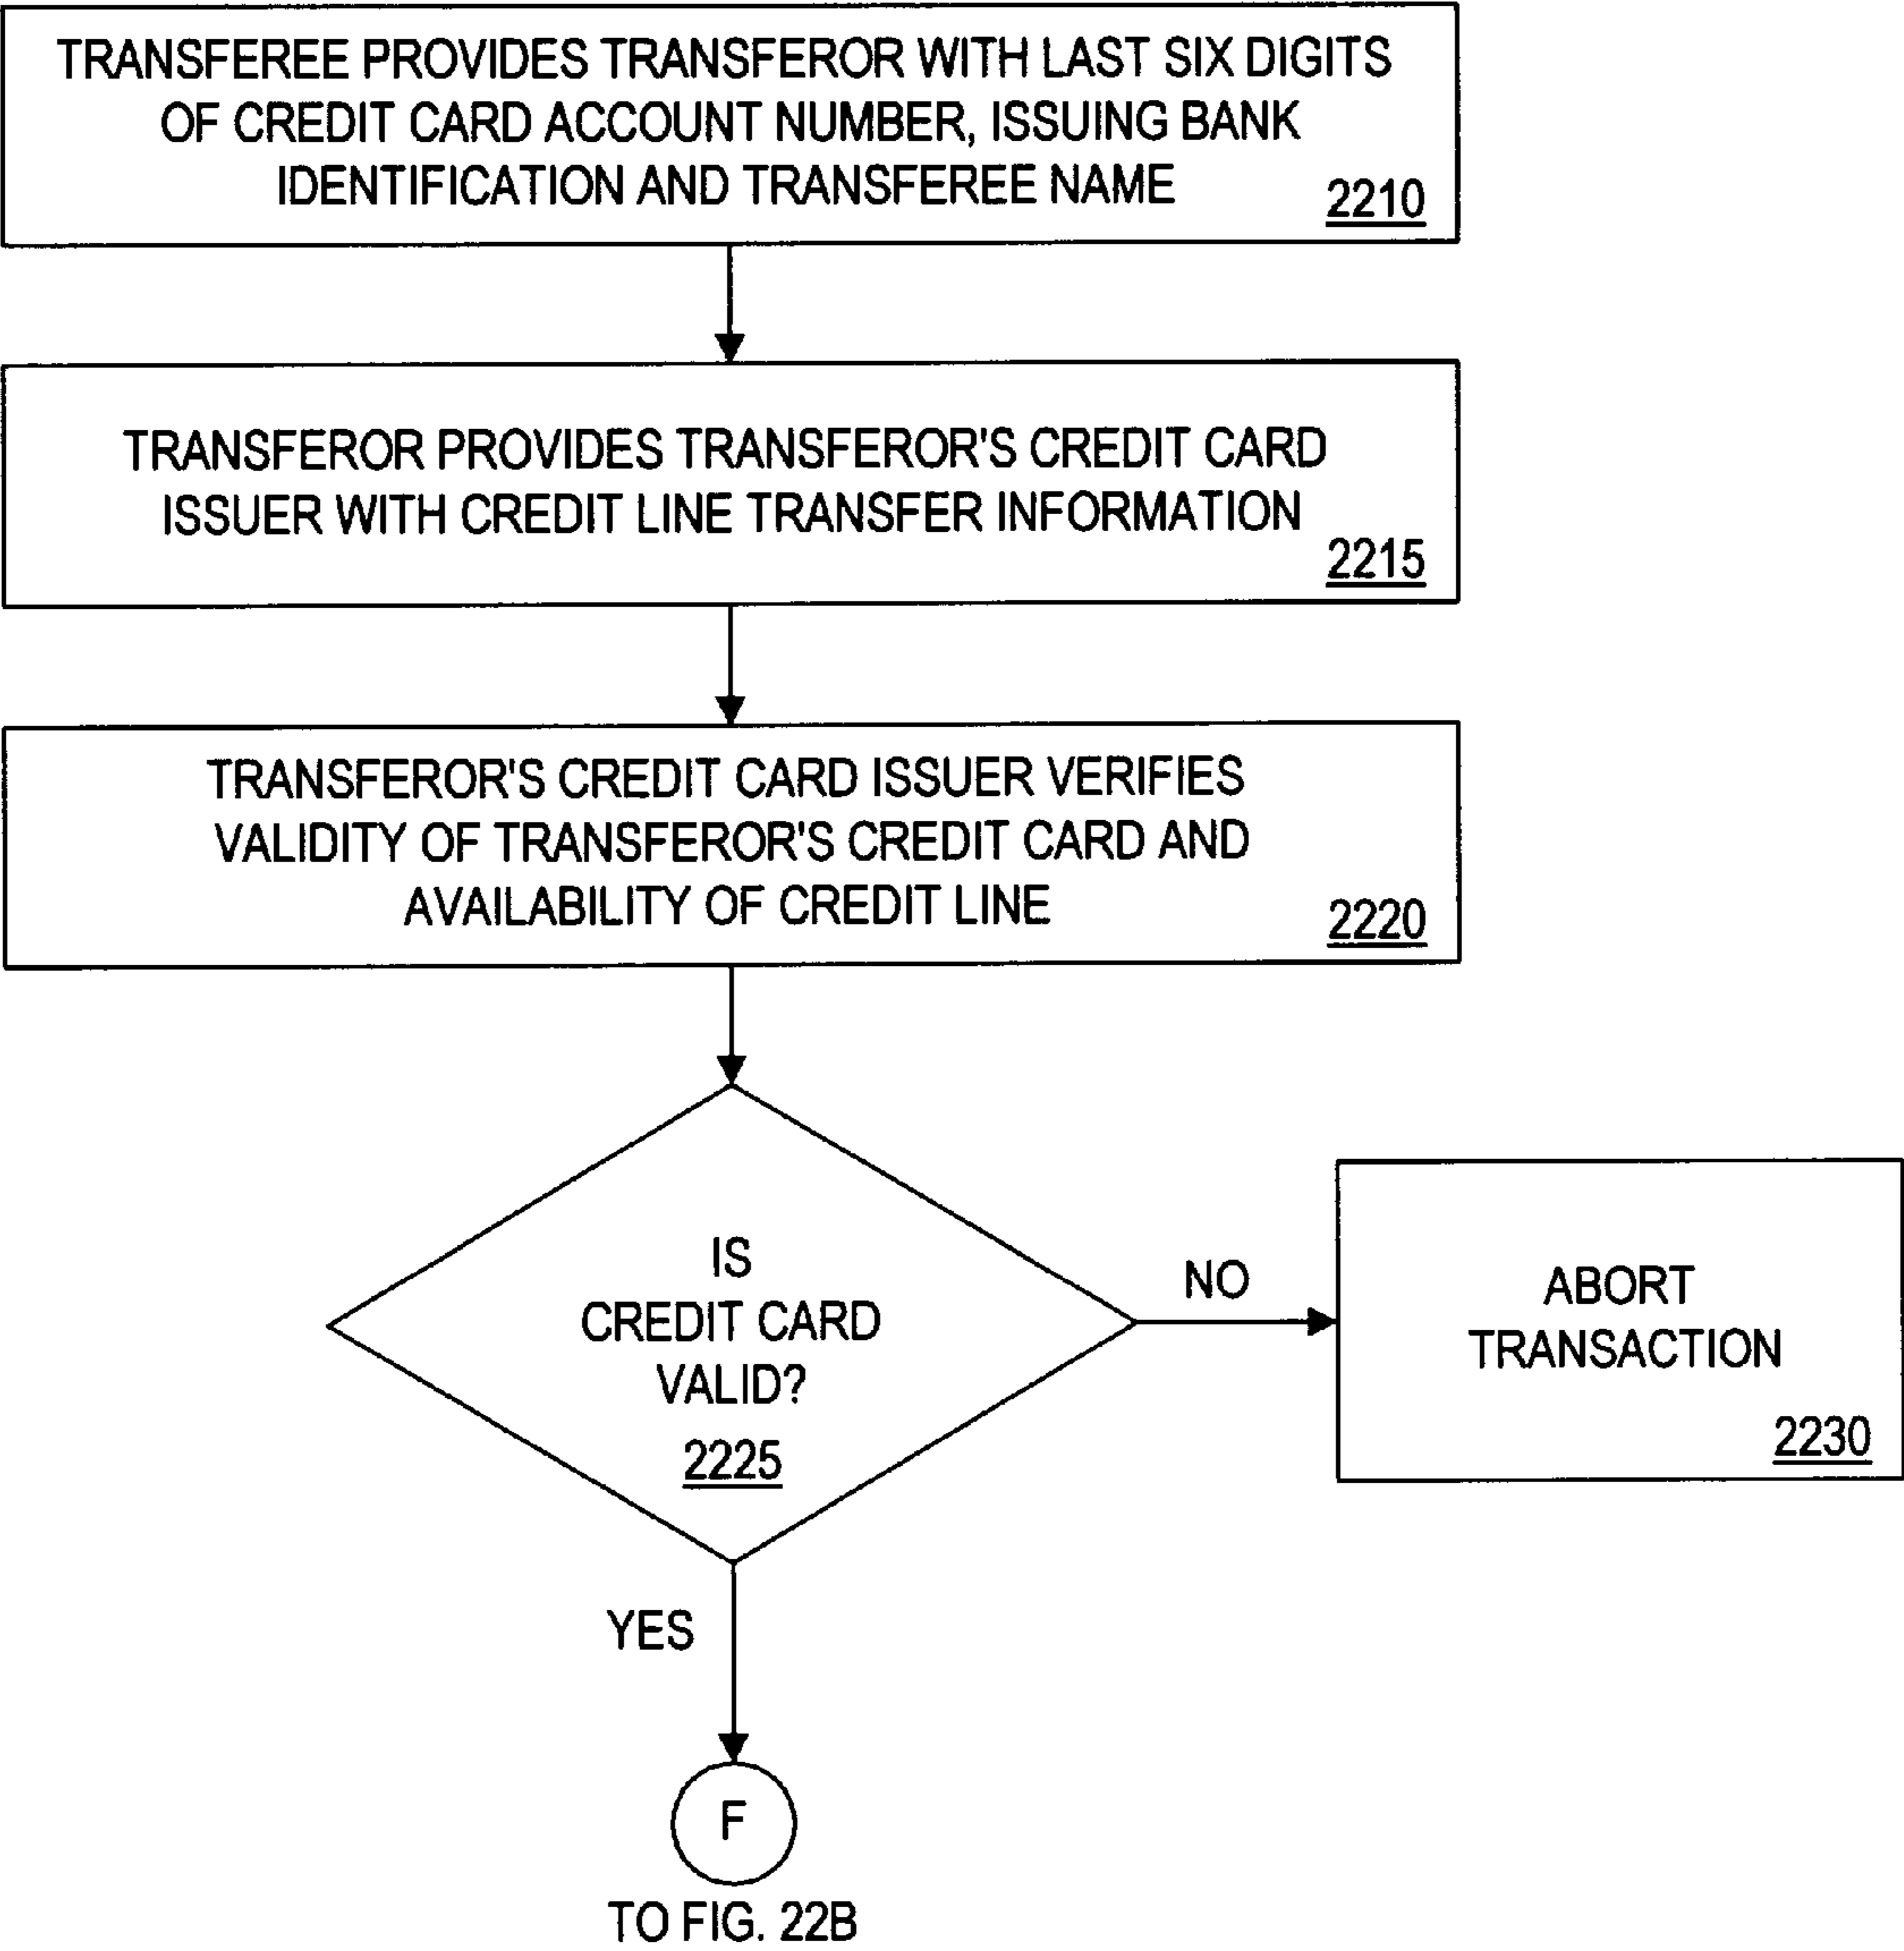 TRANSFEREE PROVIDES TRANSFEROR WITH LAST SIX DIGITS
OF CREDIT CARD ACCOUNT NUMBER, ISSUING BANK
IDENTIFICATION AND TRANSFEREE NAME
2210
TRANSFEROR PROVIDES TRANSFEROR'S CREDIT CARD
ISSUER WITH CREDIT LINE TRANSFER INFORMATION
2215
TRANSFEROR'S CREDIT CARD ISSUER VERIFIES
VALIDITY OF TRANSFEROR'S CREDIT CARD AND
AVAILABILITY OF CREDIT LINE
2220
IS
CREDIT CARD
VALID?
2225
NO
ABORT
TRANSACTION
2230
YES
F
TO FIG. 22B